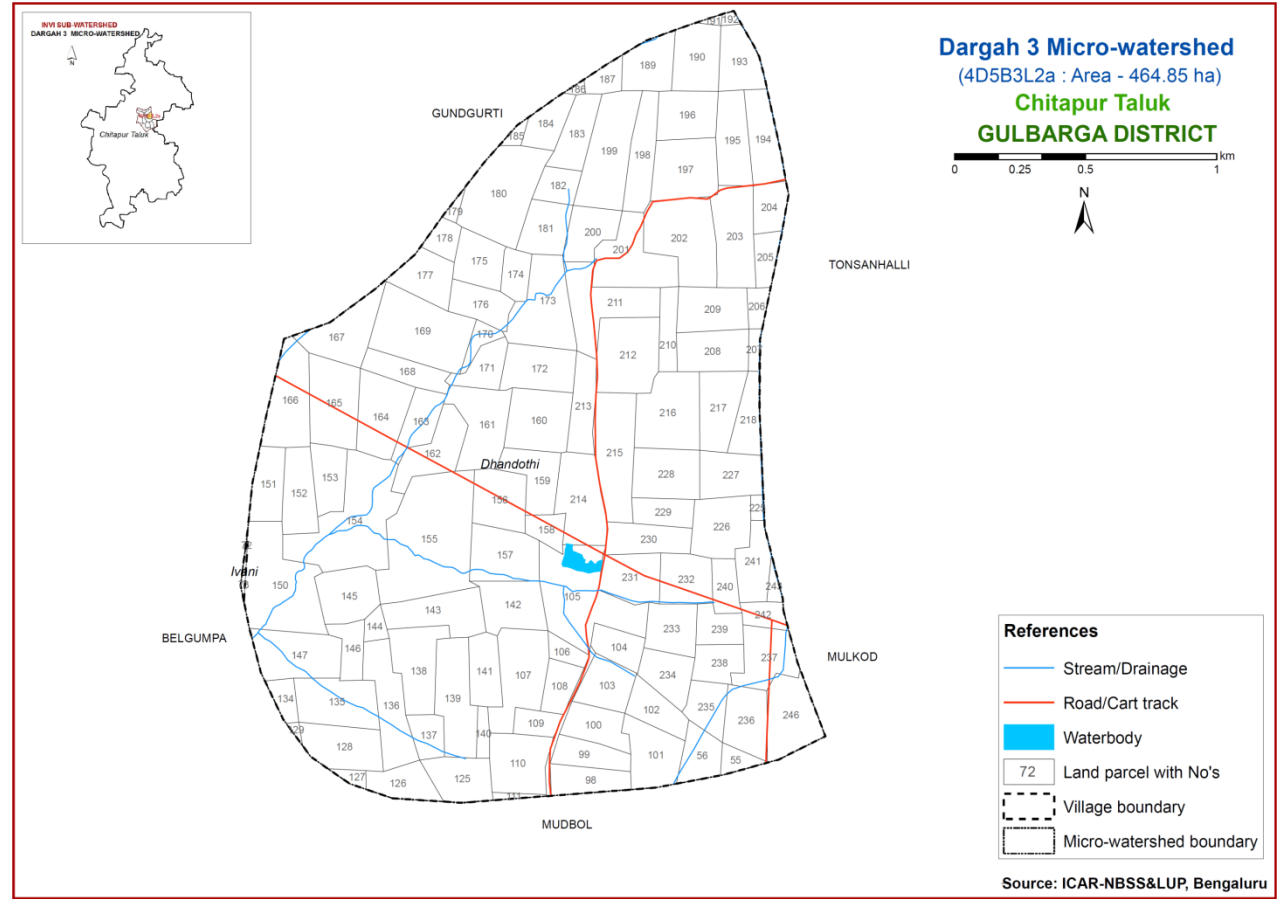 INVI SUB-WATERSHED
DARGAH 3 MICRO-WATERSHED
N
Chitapur Taluk
Dargah 3 Micro-watershed
(4D5B3L2a : Area - 464.85 ha)
Chitapur Taluk
GULBARGA DISTRICT
km
0 0.25 0.5 1
N
GUNDGURTI
TONSANHALLI
BELGUMPA
MULKOD
MUDBOL
Dhandothi
Ivani
191 192
187 189 190 193
186
184 183 196 195 194
185 199 198
197
182
180
179 204
181 200 202 203
178 201
175 205
177 174
176 173 211 209 206
167 169 170 210
212 208 207
168 171 172
166 165 164 163 161 160 213 216 217 218
162 215
159
151 152 153 228 227
156 214
154 158 229 226 225
155 230
72
157 241
150 231 232 240 243
73
145 143 142 105 242
144 233 239
147 146 106 104 237
138 141 107 238
134 135 139 108 103 234
136 102 235 246
129 109 100 236
128 137 140 101 56
99 55
127 126 125 110 98
111
References
Stream/Drainage
Road/Cart track
Waterbody
72 Land parcel with No's
Village boundary
Micro-watershed boundary
Source: ICAR-NBSS&LUP, Bengaluru